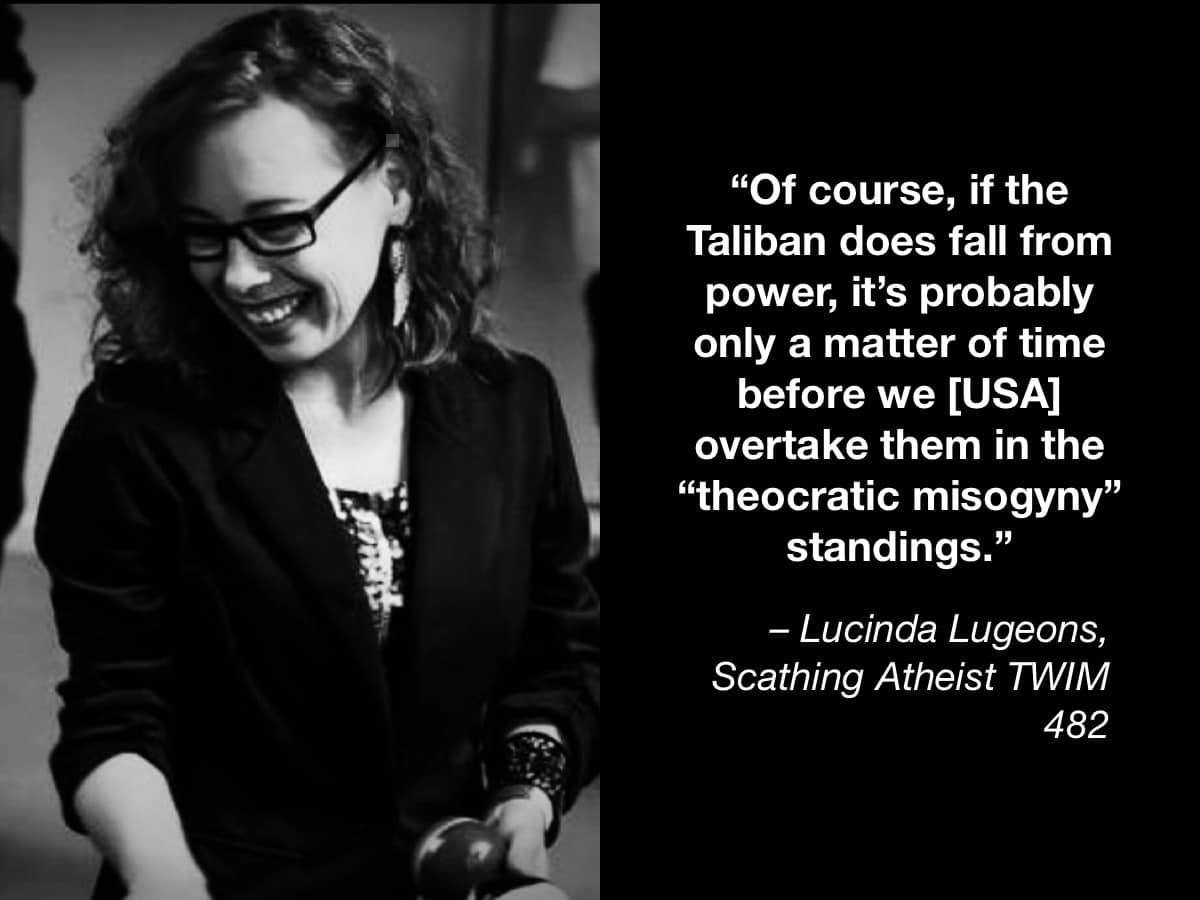 “Of course, if the
Taliban does fall from
power, it’s probably
only a matter of time
before we [USA]
overtake them in the
“theocratic misogyny”
standings.”
– Lucinda Lugeons,
Scathing Atheist TWIM
482